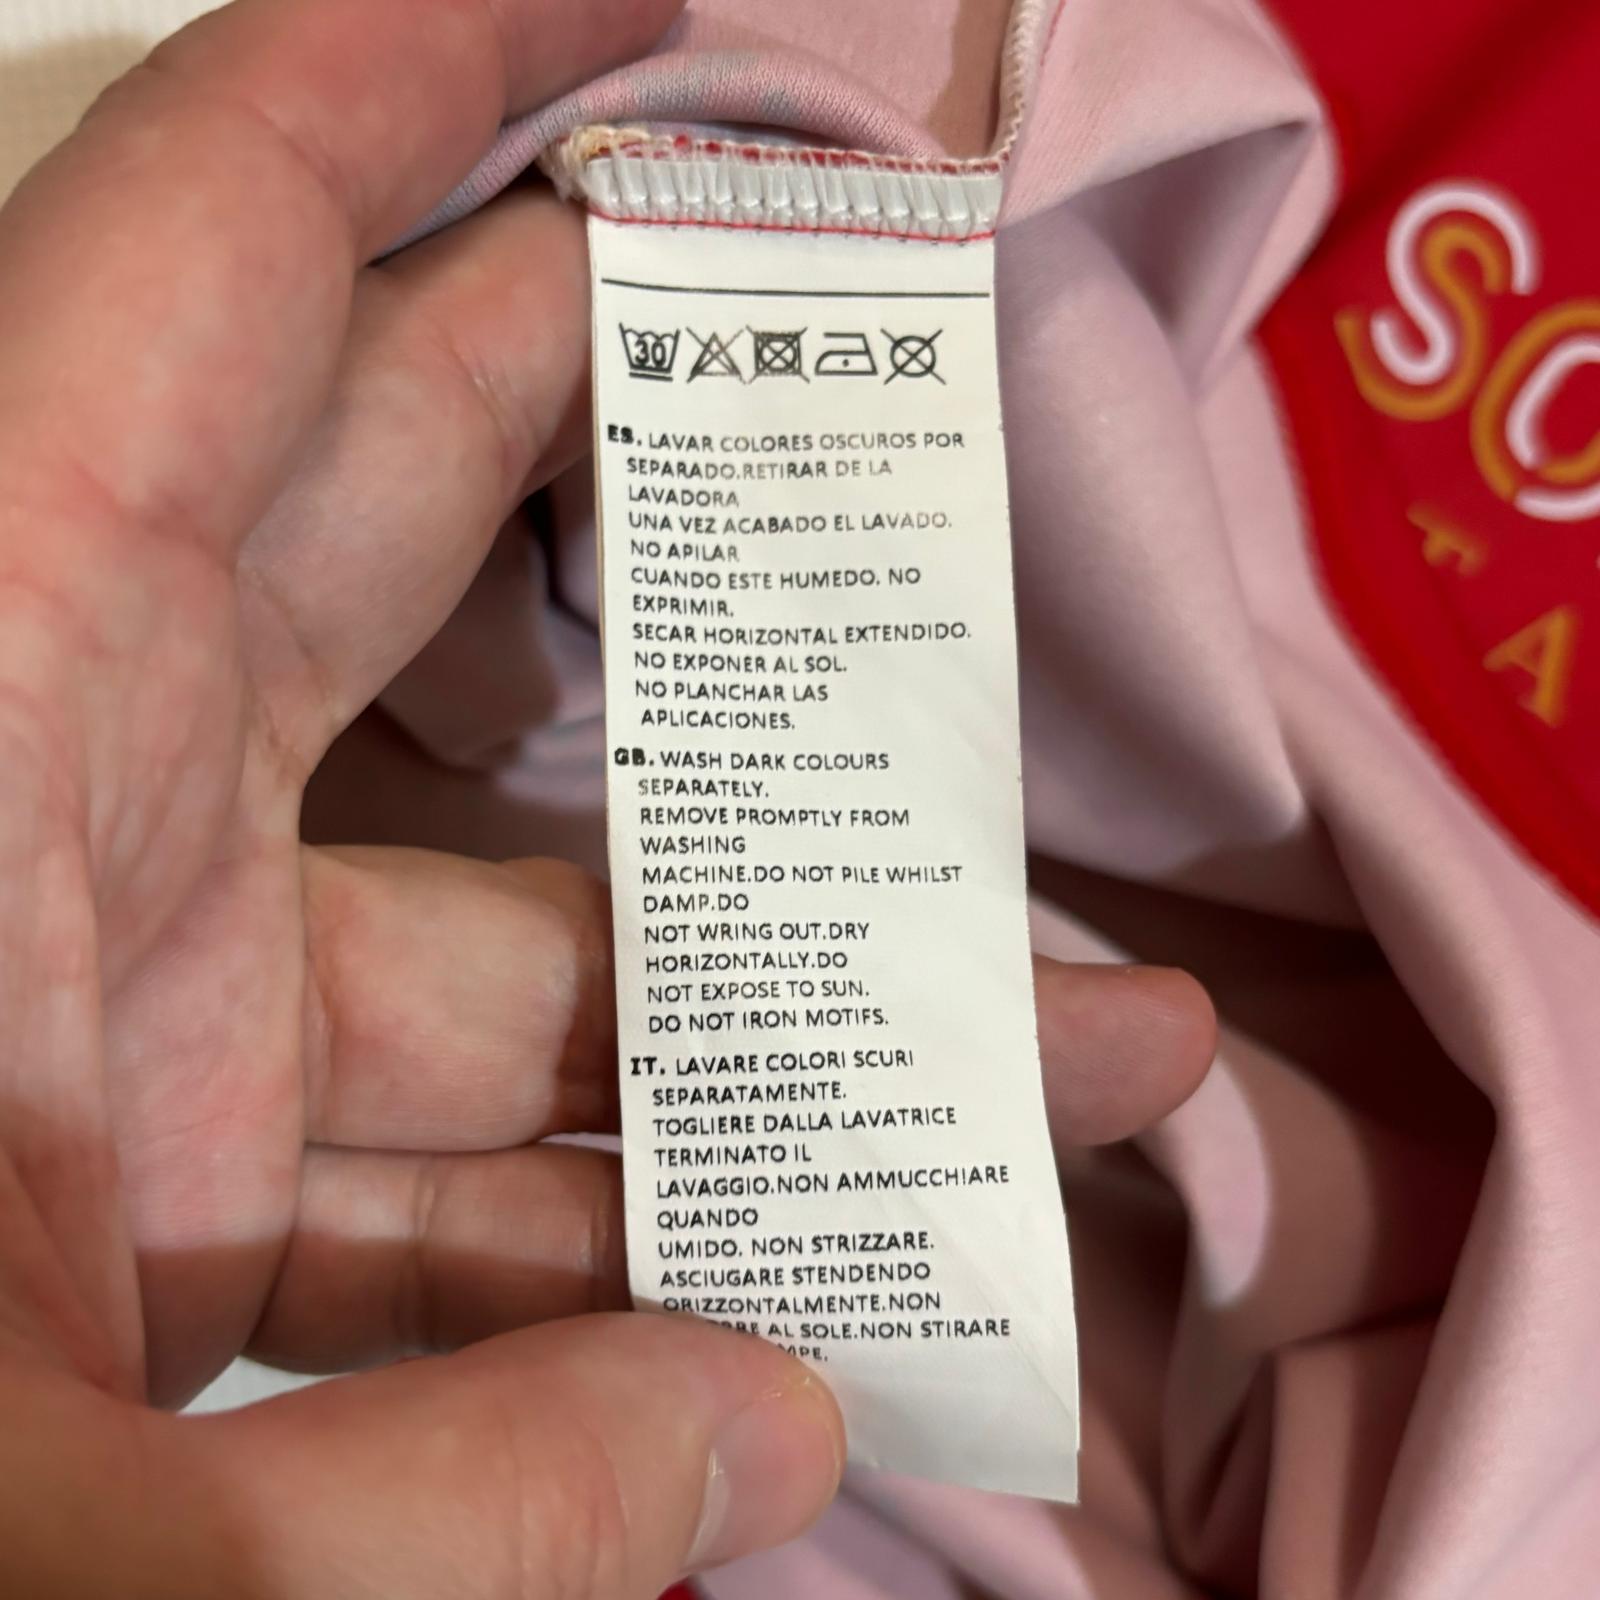 30
ES. LAVAR COLORES OSCUROS POR
SEPARADO.RETIRAR DE LA
LAVADORA
UNA VEZ ACABADO EL LAVADO.
NO APILAR
CUANDO ESTE HUMEDO. NO
EXPRIMIR.
SECAR HORIZONTAL EXTENDIDO.
NO EXPONER AL SOL.
NO PLANCHAR LAS
APLICACIONES.
GB. WASH DARK COLOURS
SEPARATELY.
REMOVE PROMPTLY FROM
WASHING
MACHINE.DO NOT PILE WHILST
DAMP.DO
NOT WRING OUT.DRY
HORIZONTALLY.DO
NOT EXPOSE TO SUN.
DO NOT IRON MOTIFS.
IT. LAVARE COLORI SCURI
SEPARATAMENTE.
TOGLIERE DALLA LAVATRICE
TERMINATO IL
LAVAGGIO.NON AMMUCCHIARE
QUANDO
UMIDO. NON STRIZZARE.
ASCIUGARE STENDENDO
ORIZZONTALMENTE.NON
AL SOLE.NON STIRARE